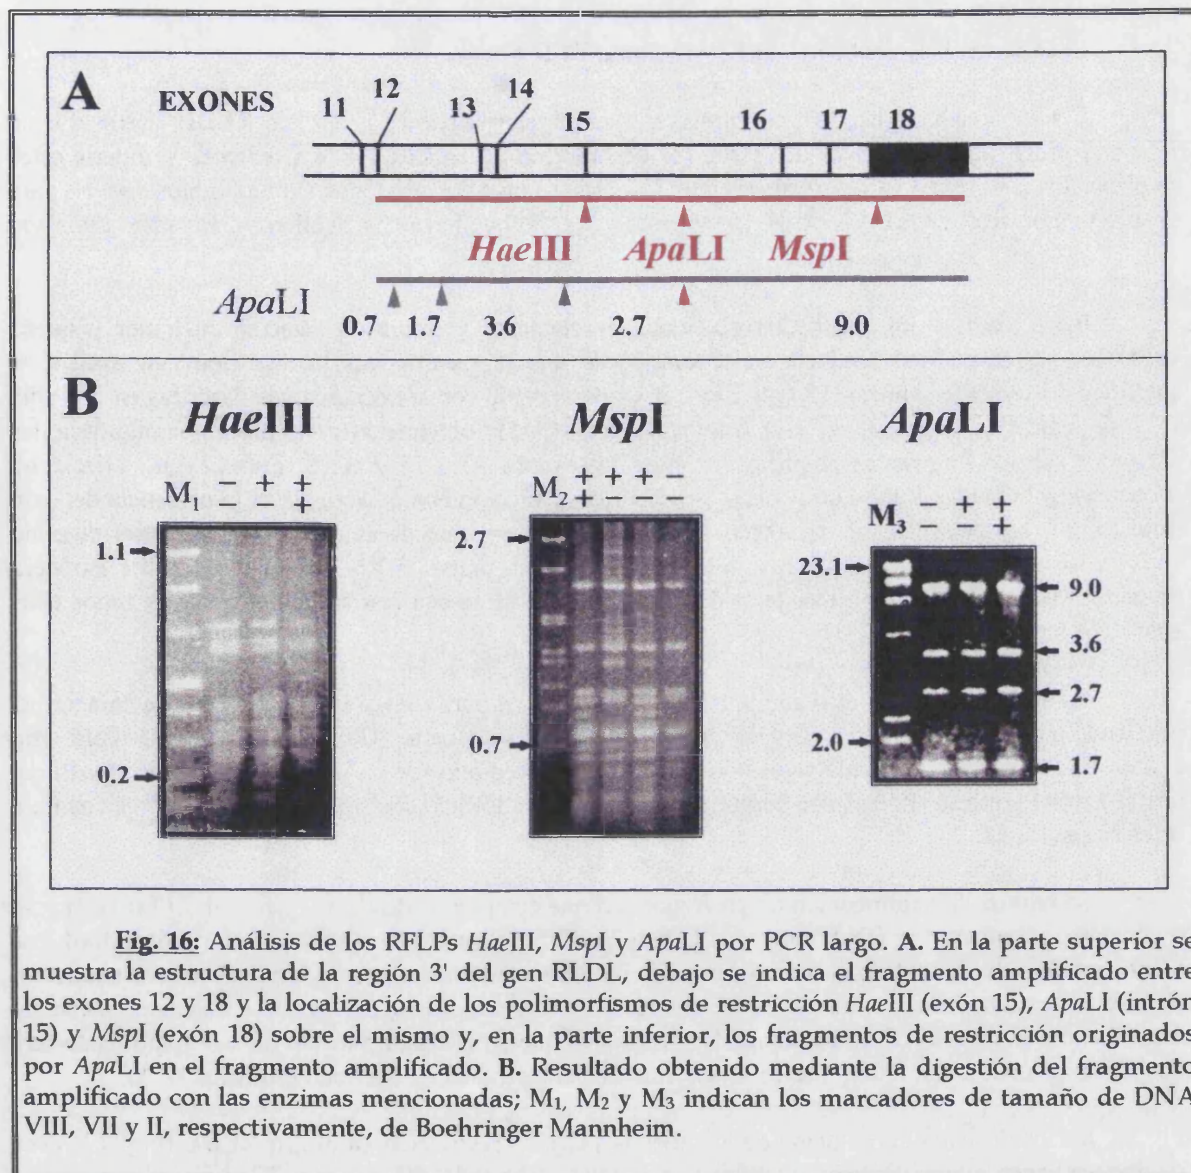 A EXONES
11 12 13 14 15 16 17 18
HaeIII ApaLI MspI
ApaLI
0.7 1.7 3.6 2.7 9.0
B HaeIII MspI ApaLI
M₁ − + +
+
1.1
0.2
M₂ + + + −
+ −
2.7
0.7
M₃ − + +
− − +
23.1
2.0
9.0
3.6
2.7
1.7
Fig. 16: Análisis de los RFLPs HaeIII, MspI y ApaLI por PCR largo. A. En la parte superior se
muestra la estructura de la región 3' del gen RLDL, debajo se indica el fragmento amplificado entre
los exones 12 y 18 y la localización de los polimorfismos de restricción HaeIII (exón 15), ApaLI (intrón
15) y MspI (exón 18) sobre el mismo y, en la parte inferior, los fragmentos de restricción originados
por ApaLI en el fragmento amplificado. B. Resultado obtenido mediante la digestión del fragmento
amplificado con las enzimas mencionadas; M₁, M₂ y M₃ indican los marcadores de tamaño de DNA
VIII, VII y II, respectivamente, de Boehringer Mannheim.